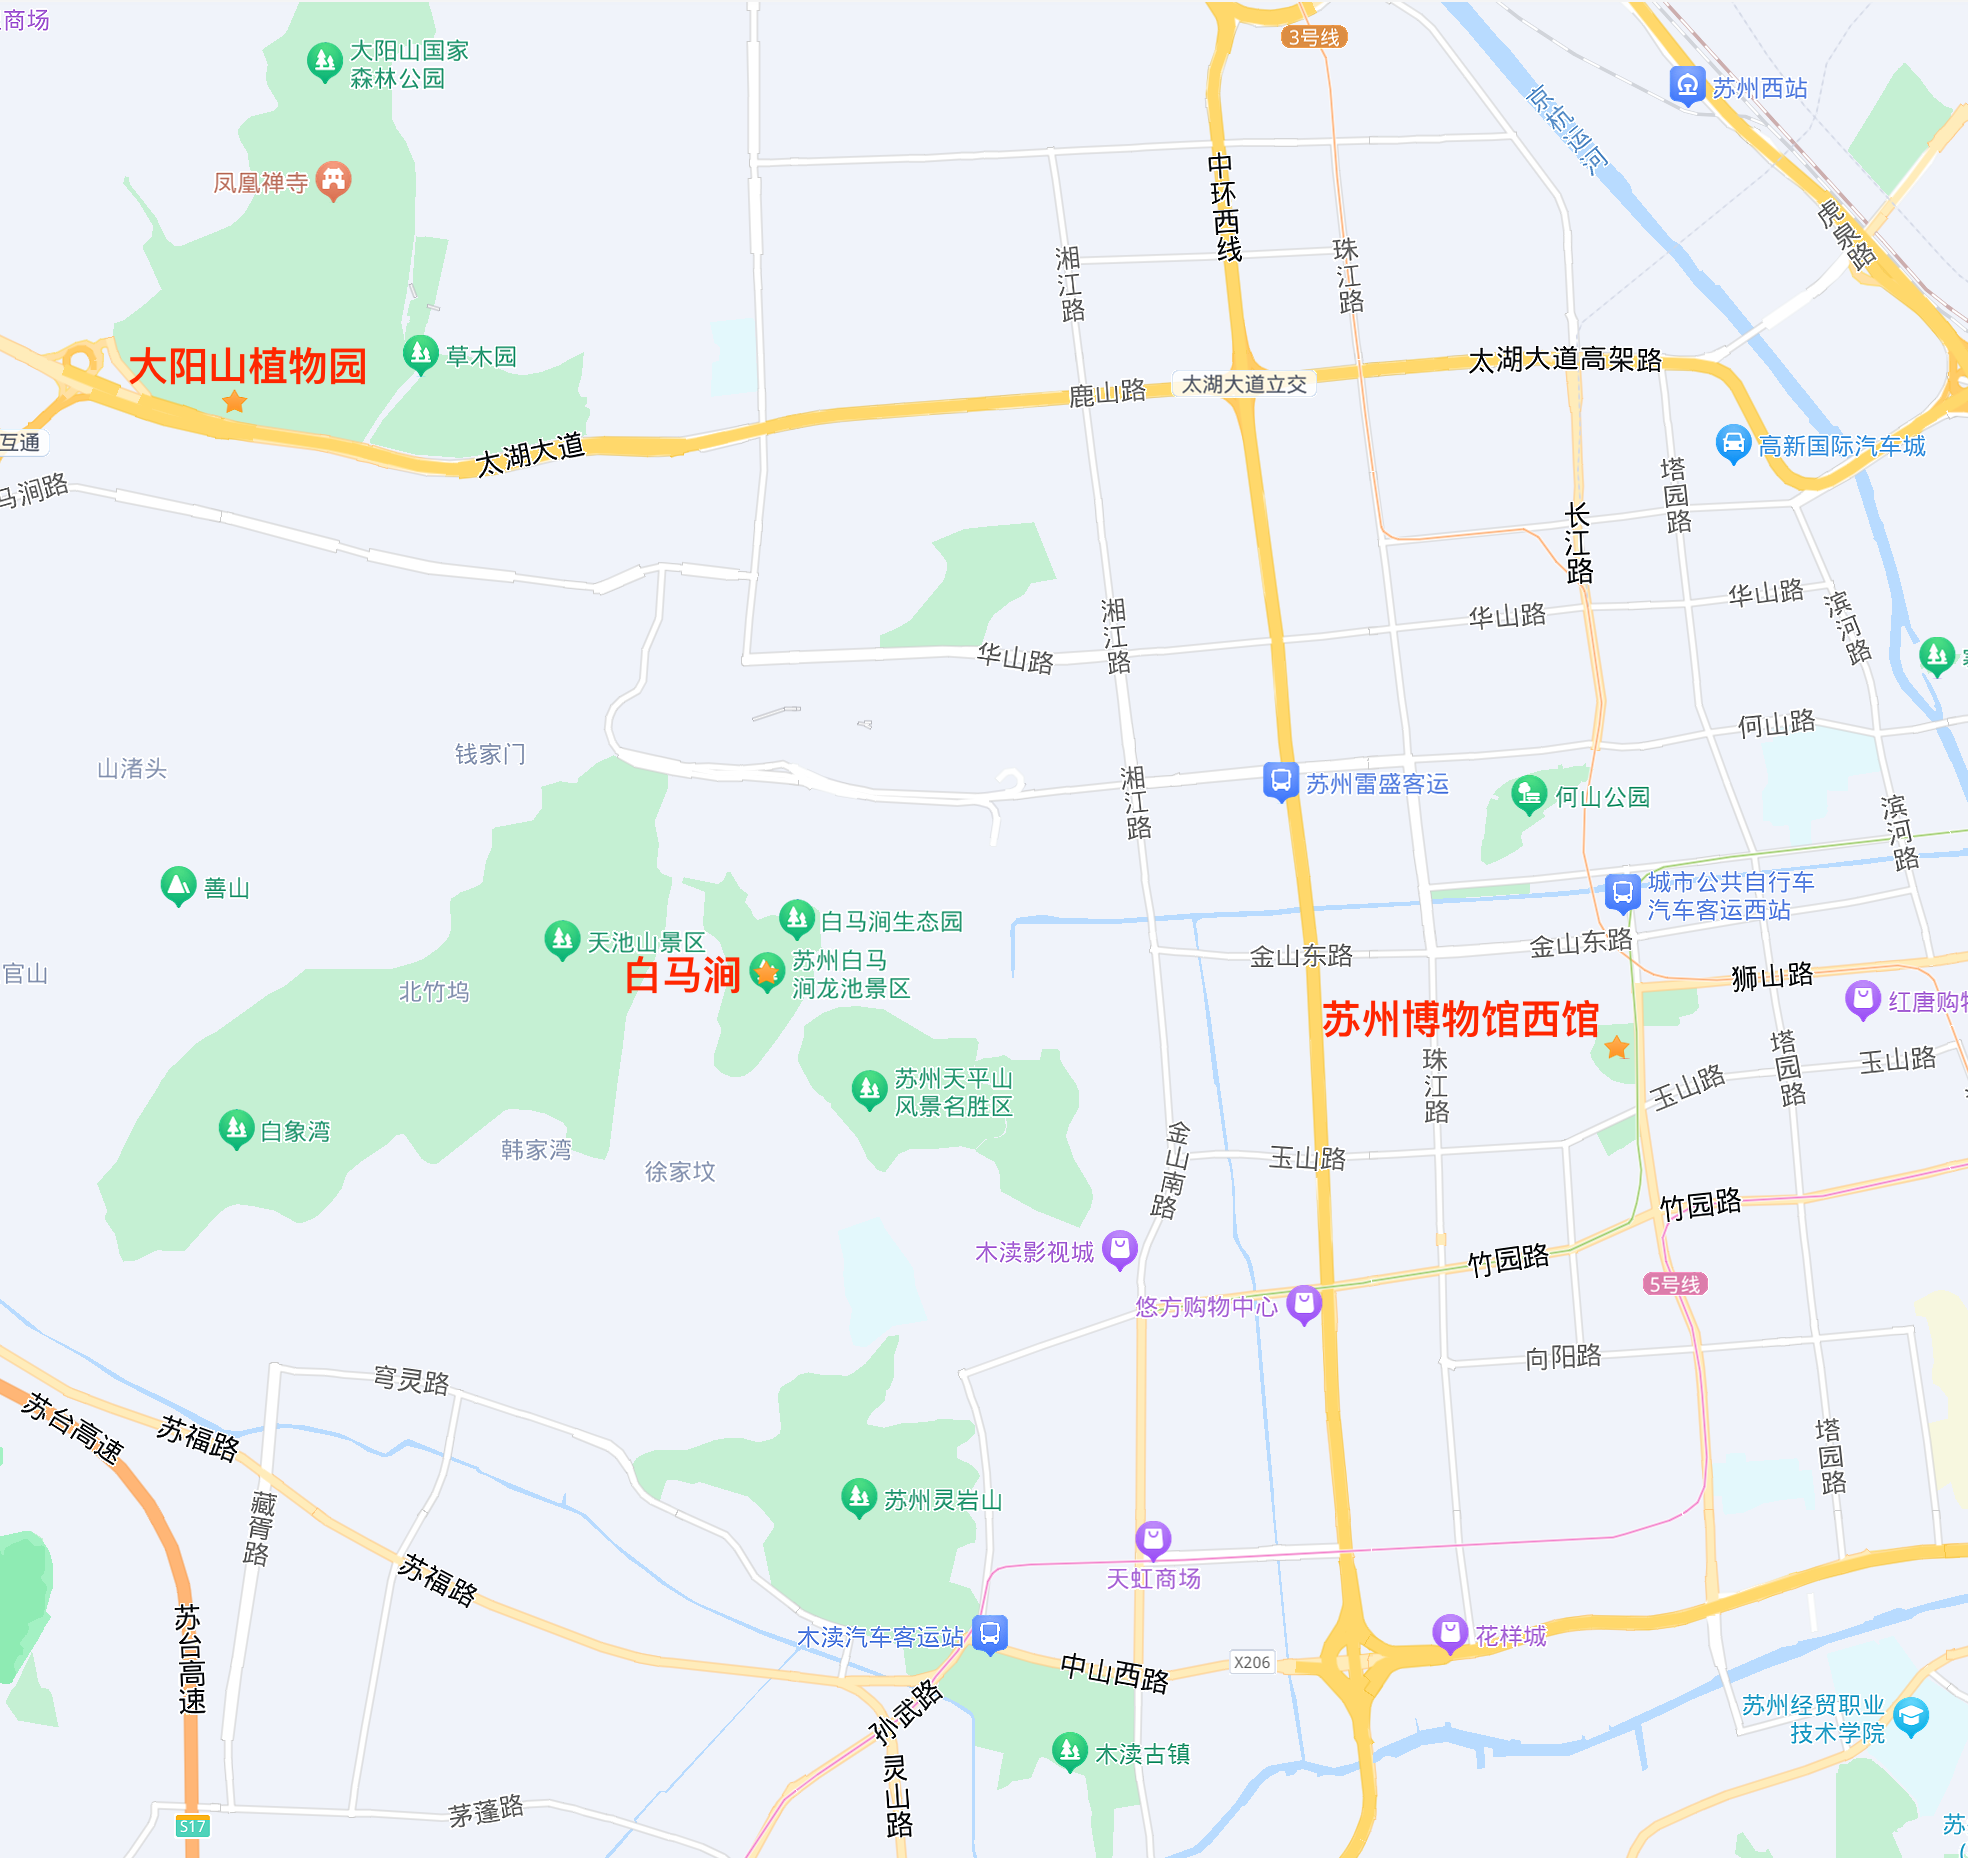 商场
大阳山国家
森林公园
3号线
苏州西站
京杭运河
凤凰禅寺
中环西线
虎泉路
湘江路
珠江路
大阳山植物园
草木园
太湖大道高架路
太湖大道立交
鹿山路
互通
太湖大道
高新国际汽车城
马涧路
塔园路
长江路
华山路
华山路
滨河路
湘江路
华山路
何山路
钱家门
山渚头
湘江路
苏州雷盛客运
何山公园
滨河路
善山
城市公共自行车
汽车客运西站
白马涧生态园
天池山景区
金山东路
金山东路
白马涧
苏州白马
涧龙池景区
官山
北竹坞
狮山路
红唐购物
苏州博物馆西馆
珠江路
塔园路
玉山路
玉山路
苏州天平山
风景名胜区
白象湾
韩家湾
徐家坟
金山南路
玉山路
竹园路
木渎影视城
竹园路
5号线
悠方购物中心
向阳路
穹灵路
苏台高速
苏福路
塔园路
藏胥路
苏州灵岩山
苏福路
天虹商场
苏台高速
木渎汽车客运站
花样城
中山西路
X206
孙武路
苏州经贸职业
技术学院
木渎古镇
灵山路
茅蓬路
S17
苏